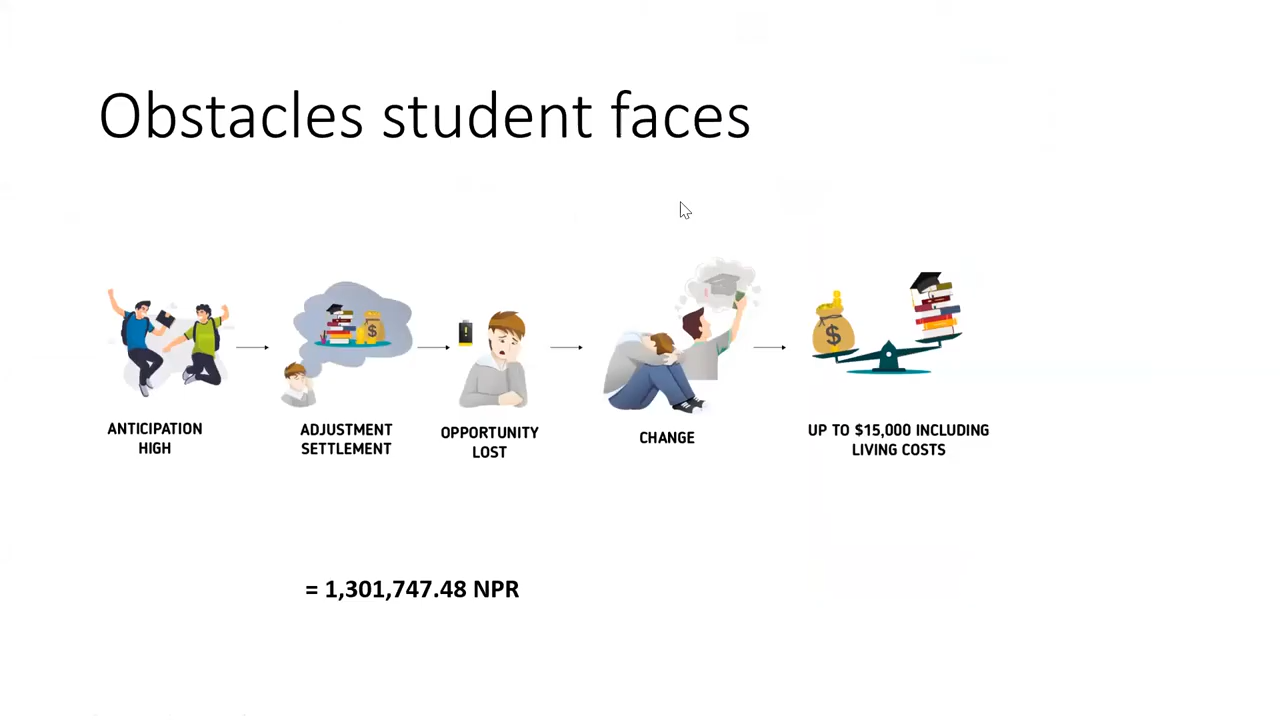 Obstacles student faces
ANTICIPATION
HIGH
ADJUSTMENT
SETTLEMENT
OPPORTUNITY
LOST
CHANGE
UP TO $15,000 INCLUDING
LIVING COSTS
= 1,301,747.48 NPR